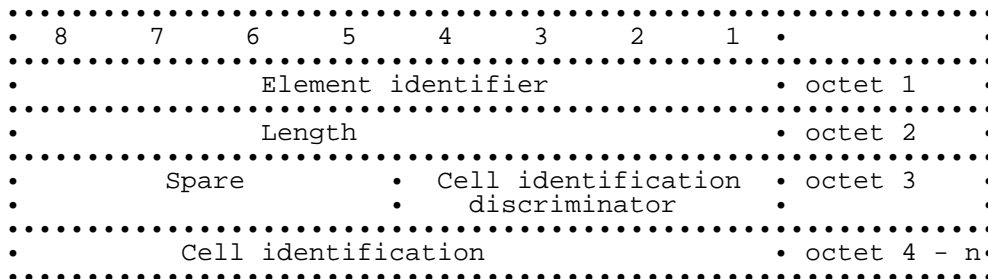 8 7 6 5 4 3 2 1
Element identifier octet 1
Length octet 2
Spare Cell identification octet 3
discriminator
Cell identification octet 4 - n